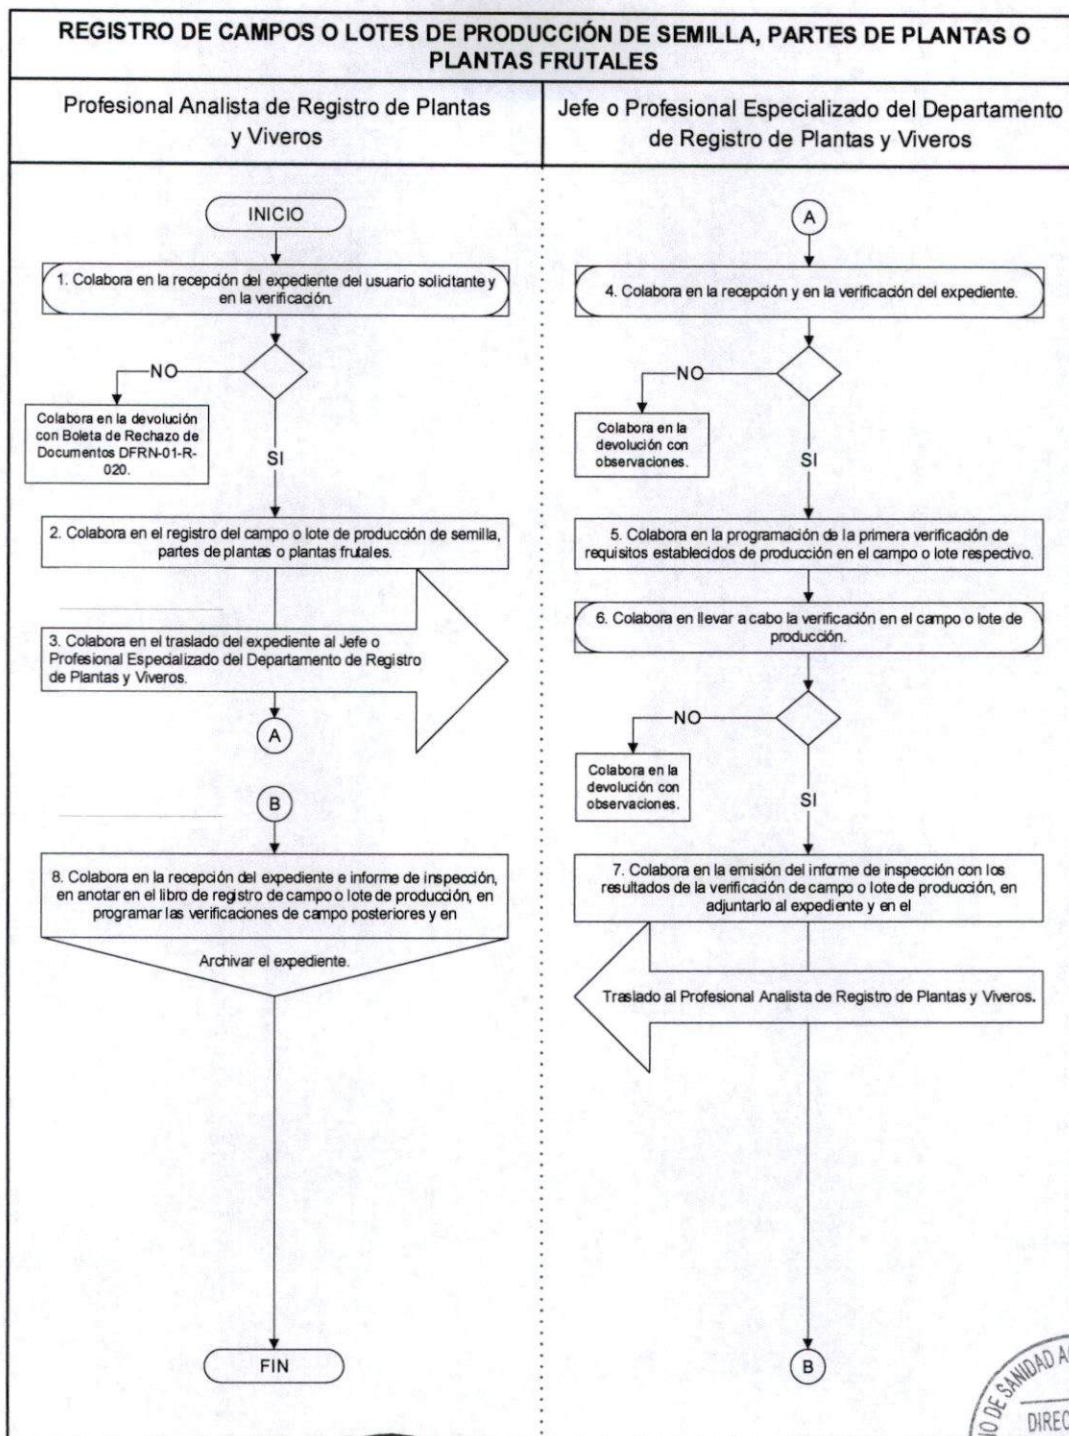 REGISTRO DE CAMPOS O LOTES DE PRODUCCIÓN DE SEMILLA, PARTES DE PLANTAS O
PLANTAS FRUTALES
Profesional Analista de Registro de Plantas
y Viveros
Jefe o Profesional Especializado del Departamento
de Registro de Plantas y Viveros
INICIO
1. Colabora en la recepción del expediente del usuario solicitante y
en la verificación.
NO
Colabora en la devolución
con Boleta de Rechazo de
Documentos DFRN-01-R-
020.
SI
2. Colabora en el registro del campo o lote de producción de semilla,
partes de plantas o plantas frutales.
3. Colabora en el traslado del expediente al Jefe o
Profesional Especializado del Departamento de Registro
de Plantas y Viveros.
A
B
8. Colabora en la recepción del expediente e informe de inspección,
en anotar en el libro de registro de campo o lote de producción, en
programar las verificaciones de campo posteriores y en
Archivar el expediente.
FIN
A
4. Colabora en la recepción y en la verificación del expediente.
NO
Colabora en la
devolución con
observaciones.
SI
5. Colabora en la programación de la primera verificación de
requisitos establecidos de producción en el campo o lote respectivo.
6. Colabora en llevar a cabo la verificación en el campo o lote de
producción.
NO
Colabora en la
devolución con
observaciones.
SI
7. Colabora en la emisión del informe de inspección con los
resultados de la verificación de campo o lote de producción, en
adjuntarlo al expediente y en el
Traslado al Profesional Analista de Registro de Plantas y Viveros.
B
IO DE SANIDAD A
DIREC